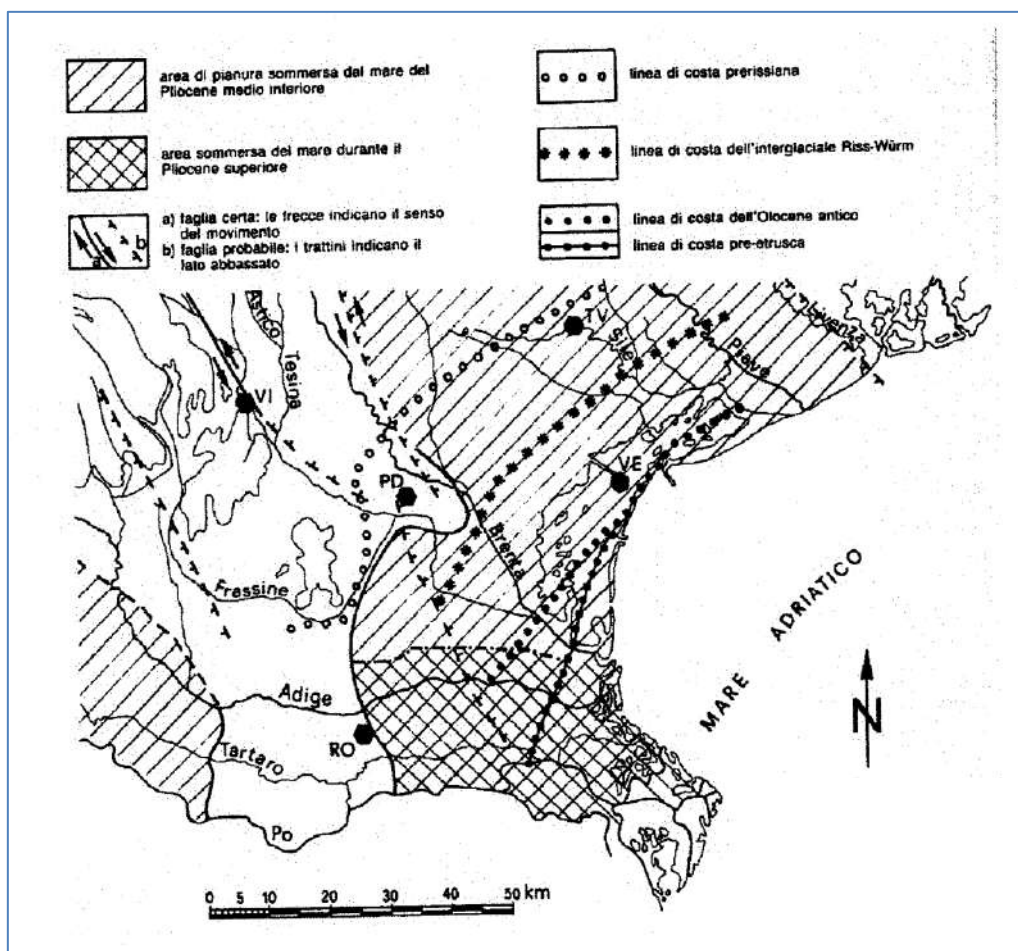 area di pianura sommersa dal mare del
Pliocene medio inferiore
area sommersa del mare durante il
Pliocene superiore
a) faglia certa: le frecce indicano il senso
del movimento
b) faglia probabile: i trattini indicano il
lato abbassato
a
b
linea di costa prerissiana
linea di costa dell'interglaciale Riss-Würm
linea di costa dell'Olocene antico
linea di costa pre-etrusca
Astico
Tesina
TV
Sile
Piave
Livenza
VI
VE
PD
Brenta
Frassine
MARE ADRIATICO
Adige
N
RO
Tartaro
Po
0 5 10 20 30 40 50 km